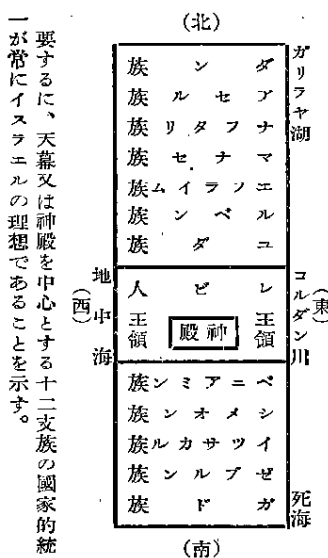 (北)
ガリラヤ湖
ダン族
アセル族
ナフタリ族
マナセ族
エフライム族
ルベン族
ユダ族
(東)
コルダン川
レビ人
王領
神殿
王領
(西)
地中海
ベニアミン族
シメオン族
イツサカル族
ゼブルン族
ガド族
死海
(南)
要するに、天幕又は神殿を中心とする十二支族の國家的統
一が常にイスラエルの理想であることを示す。